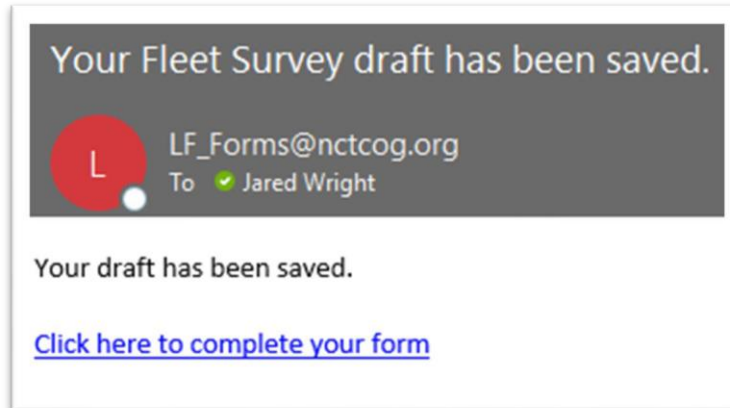 Your Fleet Survey draft has been saved.
L
LF_Forms@nctcog.org
To Jared Wright
Your draft has been saved.
Click here to complete your form